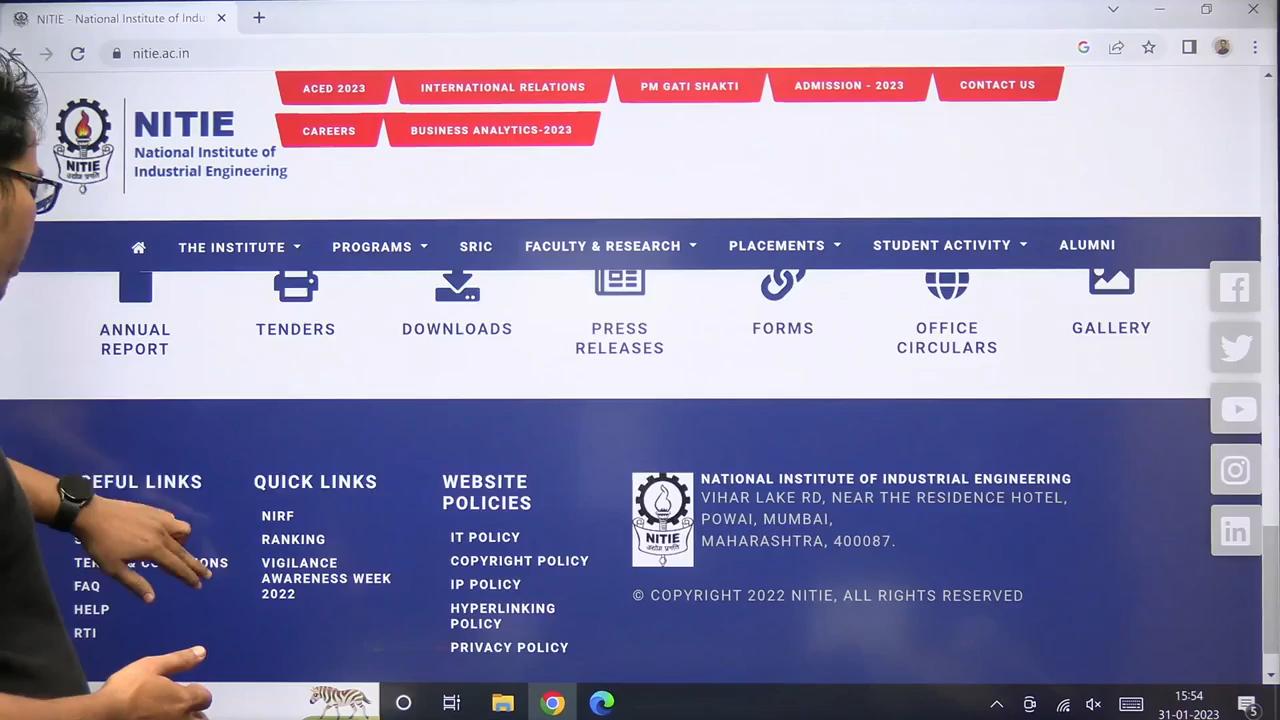 NITIE - National Institute of Indu
nitie.ac.in
ACED 2023
INTERNATIONAL RELATIONS
PM GATI SHAKTI
ADMISSION - 2023
CONTACT US
CAREERS
BUSINESS ANALYTICS-2023
NITIE
National Institute of
Industrial Engineering
NITIE
THE INSTITUTE
PROGRAMS
SRIC
FACULTY & RESEARCH
PLACEMENTS
STUDENT ACTIVITY
ALUMNI
ANNUAL
REPORT
TENDERS
DOWNLOADS
PRESS
RELEASES
FORMS
OFFICE
CIRCULARS
GALLERY
LINKS
FAQ
HELP
RTI
QUICK LINKS
NIRF
RANKING
VIGILANCE
AWARENESS WEEK
2022
WEBSITE
POLICIES
IT POLICY
COPYRIGHT POLICY
IP POLICY
HYPERLINKING
POLICY
PRIVACY POLICY
NITIE
NATIONAL INSTITUTE OF INDUSTRIAL ENGINEERING
VIHAR LAKE RD, NEAR THE RESIDENCE HOTEL,
POWAI, MUMBAI,
MAHARASHTRA, 400087.
© COPYRIGHT 2022 NITIE, ALL RIGHTS RESERVED
15:54
31-01-2023
5